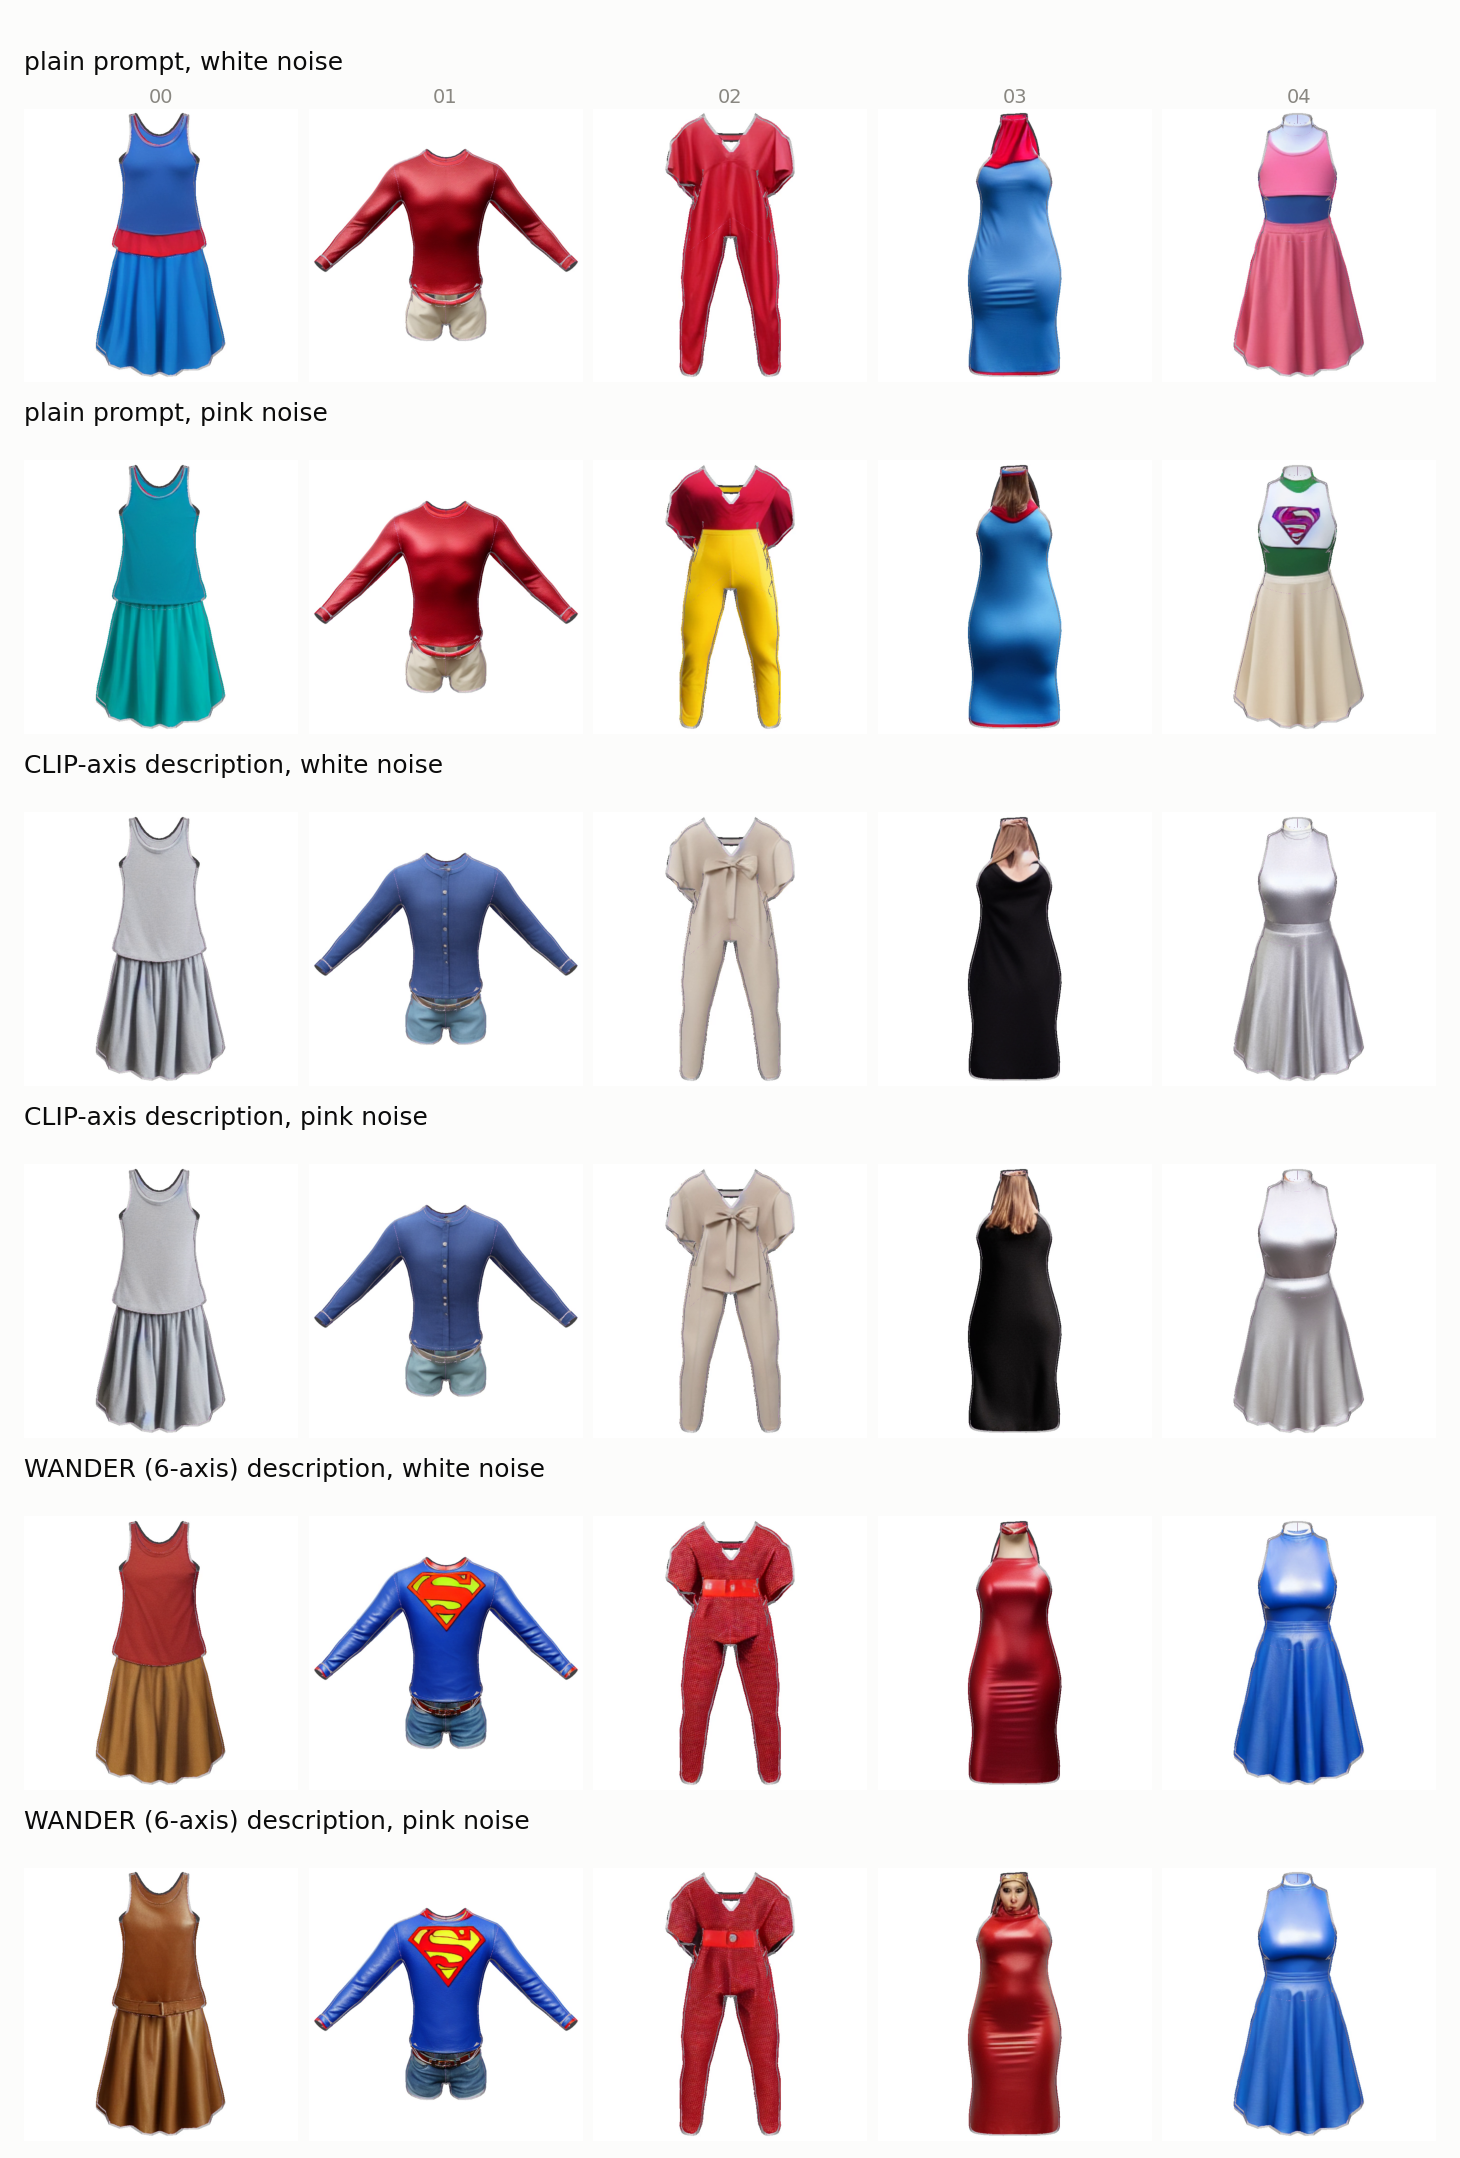 plain prompt, white noise
00 01 02 03 04
plain prompt, pink noise
CLIP-axis description, white noise
CLIP-axis description, pink noise
WANDER (6-axis) description, white noise
WANDER (6-axis) description, pink noise